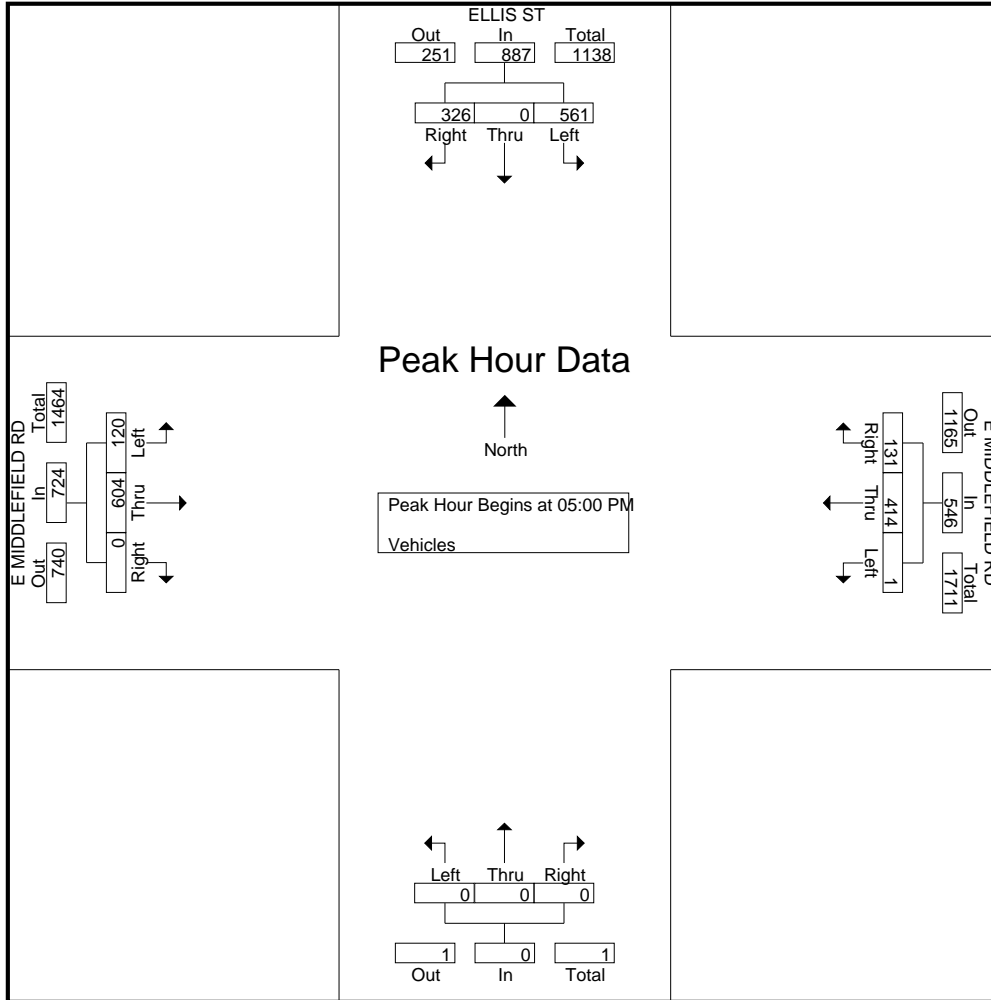 ELLIS ST
Out In Total
251 887 1138
326 0 561
Right Thru Left
Peak Hour Data
North
Peak Hour Begins at 05:00 PM
Vehicles
E MIDDLEFIELD RD
Out In Total
740 724 1464
120 604 0
Left Thru Right
E MIDDLEFIELD RD
Out In Total
1165 546 1711
131 414 1
Right Thru Left
Left Thru Right
0 0 0
1 0 1
Out In Total